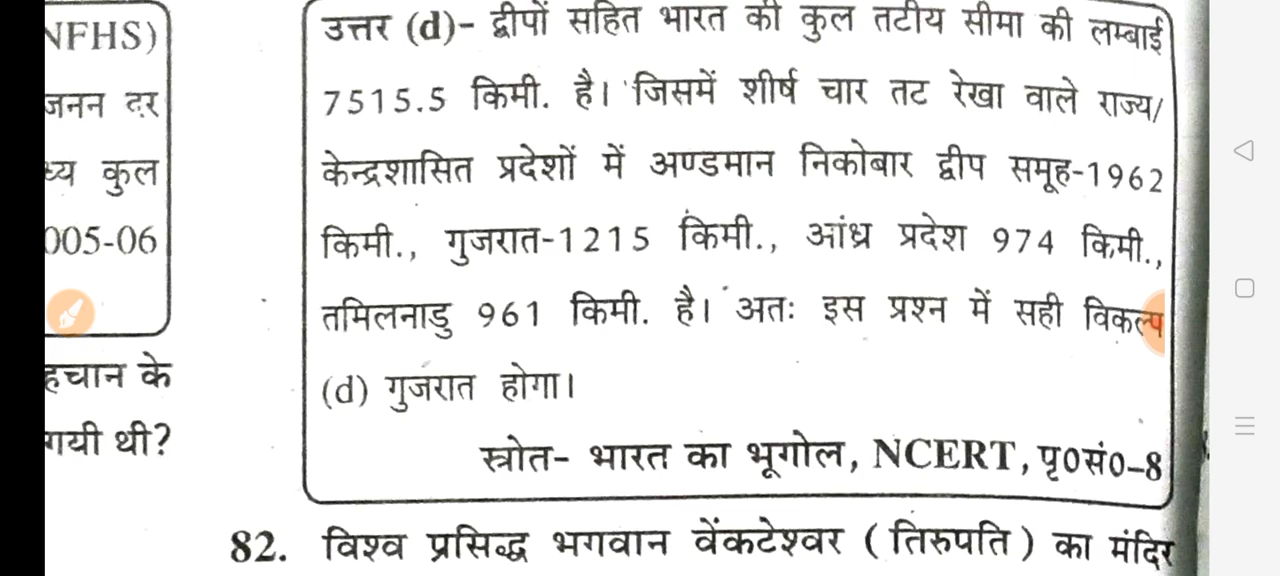 NFHS)
जनन दर
ध्य कुल
005-06
हचान के
गयी थी?
उत्तर (d)- द्वीपों सहित भारत की कुल तटीय सीमा की लम्बाई
7515.5 किमी. है। जिसमें शीर्ष चार तट रेखा वाले राज्य/
केन्द्रशासित प्रदेशों में अण्डमान निकोबार द्वीप समूह-1962
किमी., गुजरात-1215 किमी., आंध्र प्रदेश 974 किमी.,
तमिलनाडु 961 किमी. है। अतः इस प्रश्न में सही विकल्प
(d) गुजरात होगा।
स्त्रोत- भारत का भूगोल, NCERT, पृ0सं0-8
82. विश्व प्रसिद्ध भगवान वेंकटेश्वर (तिरुपति) का मंदिर